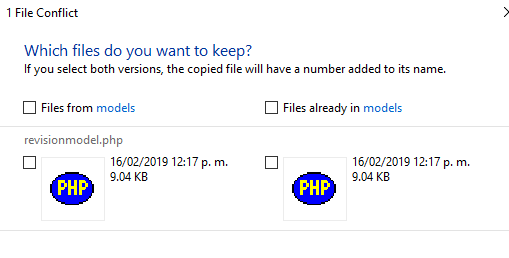 1 File Conflict
Which files do you want to keep?
If you select both versions, the copied file will have a number added to its name.
Files from models
Files already in models
revisionmodel.php
PHP
16/02/2019 12:17 p. m.
9.04 KB
PHP
16/02/2019 12:17 p. m.
9.04 KB